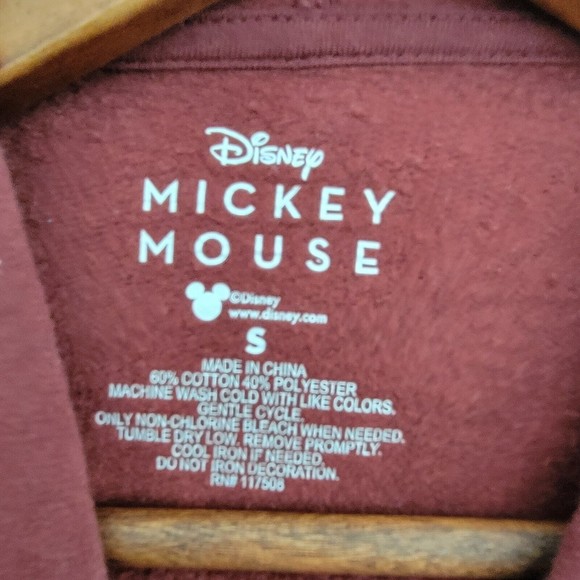 Disney
MICKEY
MOUSE
©Disney
www.disney.com
S
MADE IN CHINA
60% COTTON 40% POLYESTER
MACHINE WASH COLD WITH LIKE COLORS.
GENTLE CYCLE.
ONLY NON-CHLORINE BLEACH WHEN NEEDED.
TUMBLE DRY LOW. REMOVE PROMPTLY.
COOL IRON IF NEEDED.
DO NOT IRON DECORATION.
RN# 117508